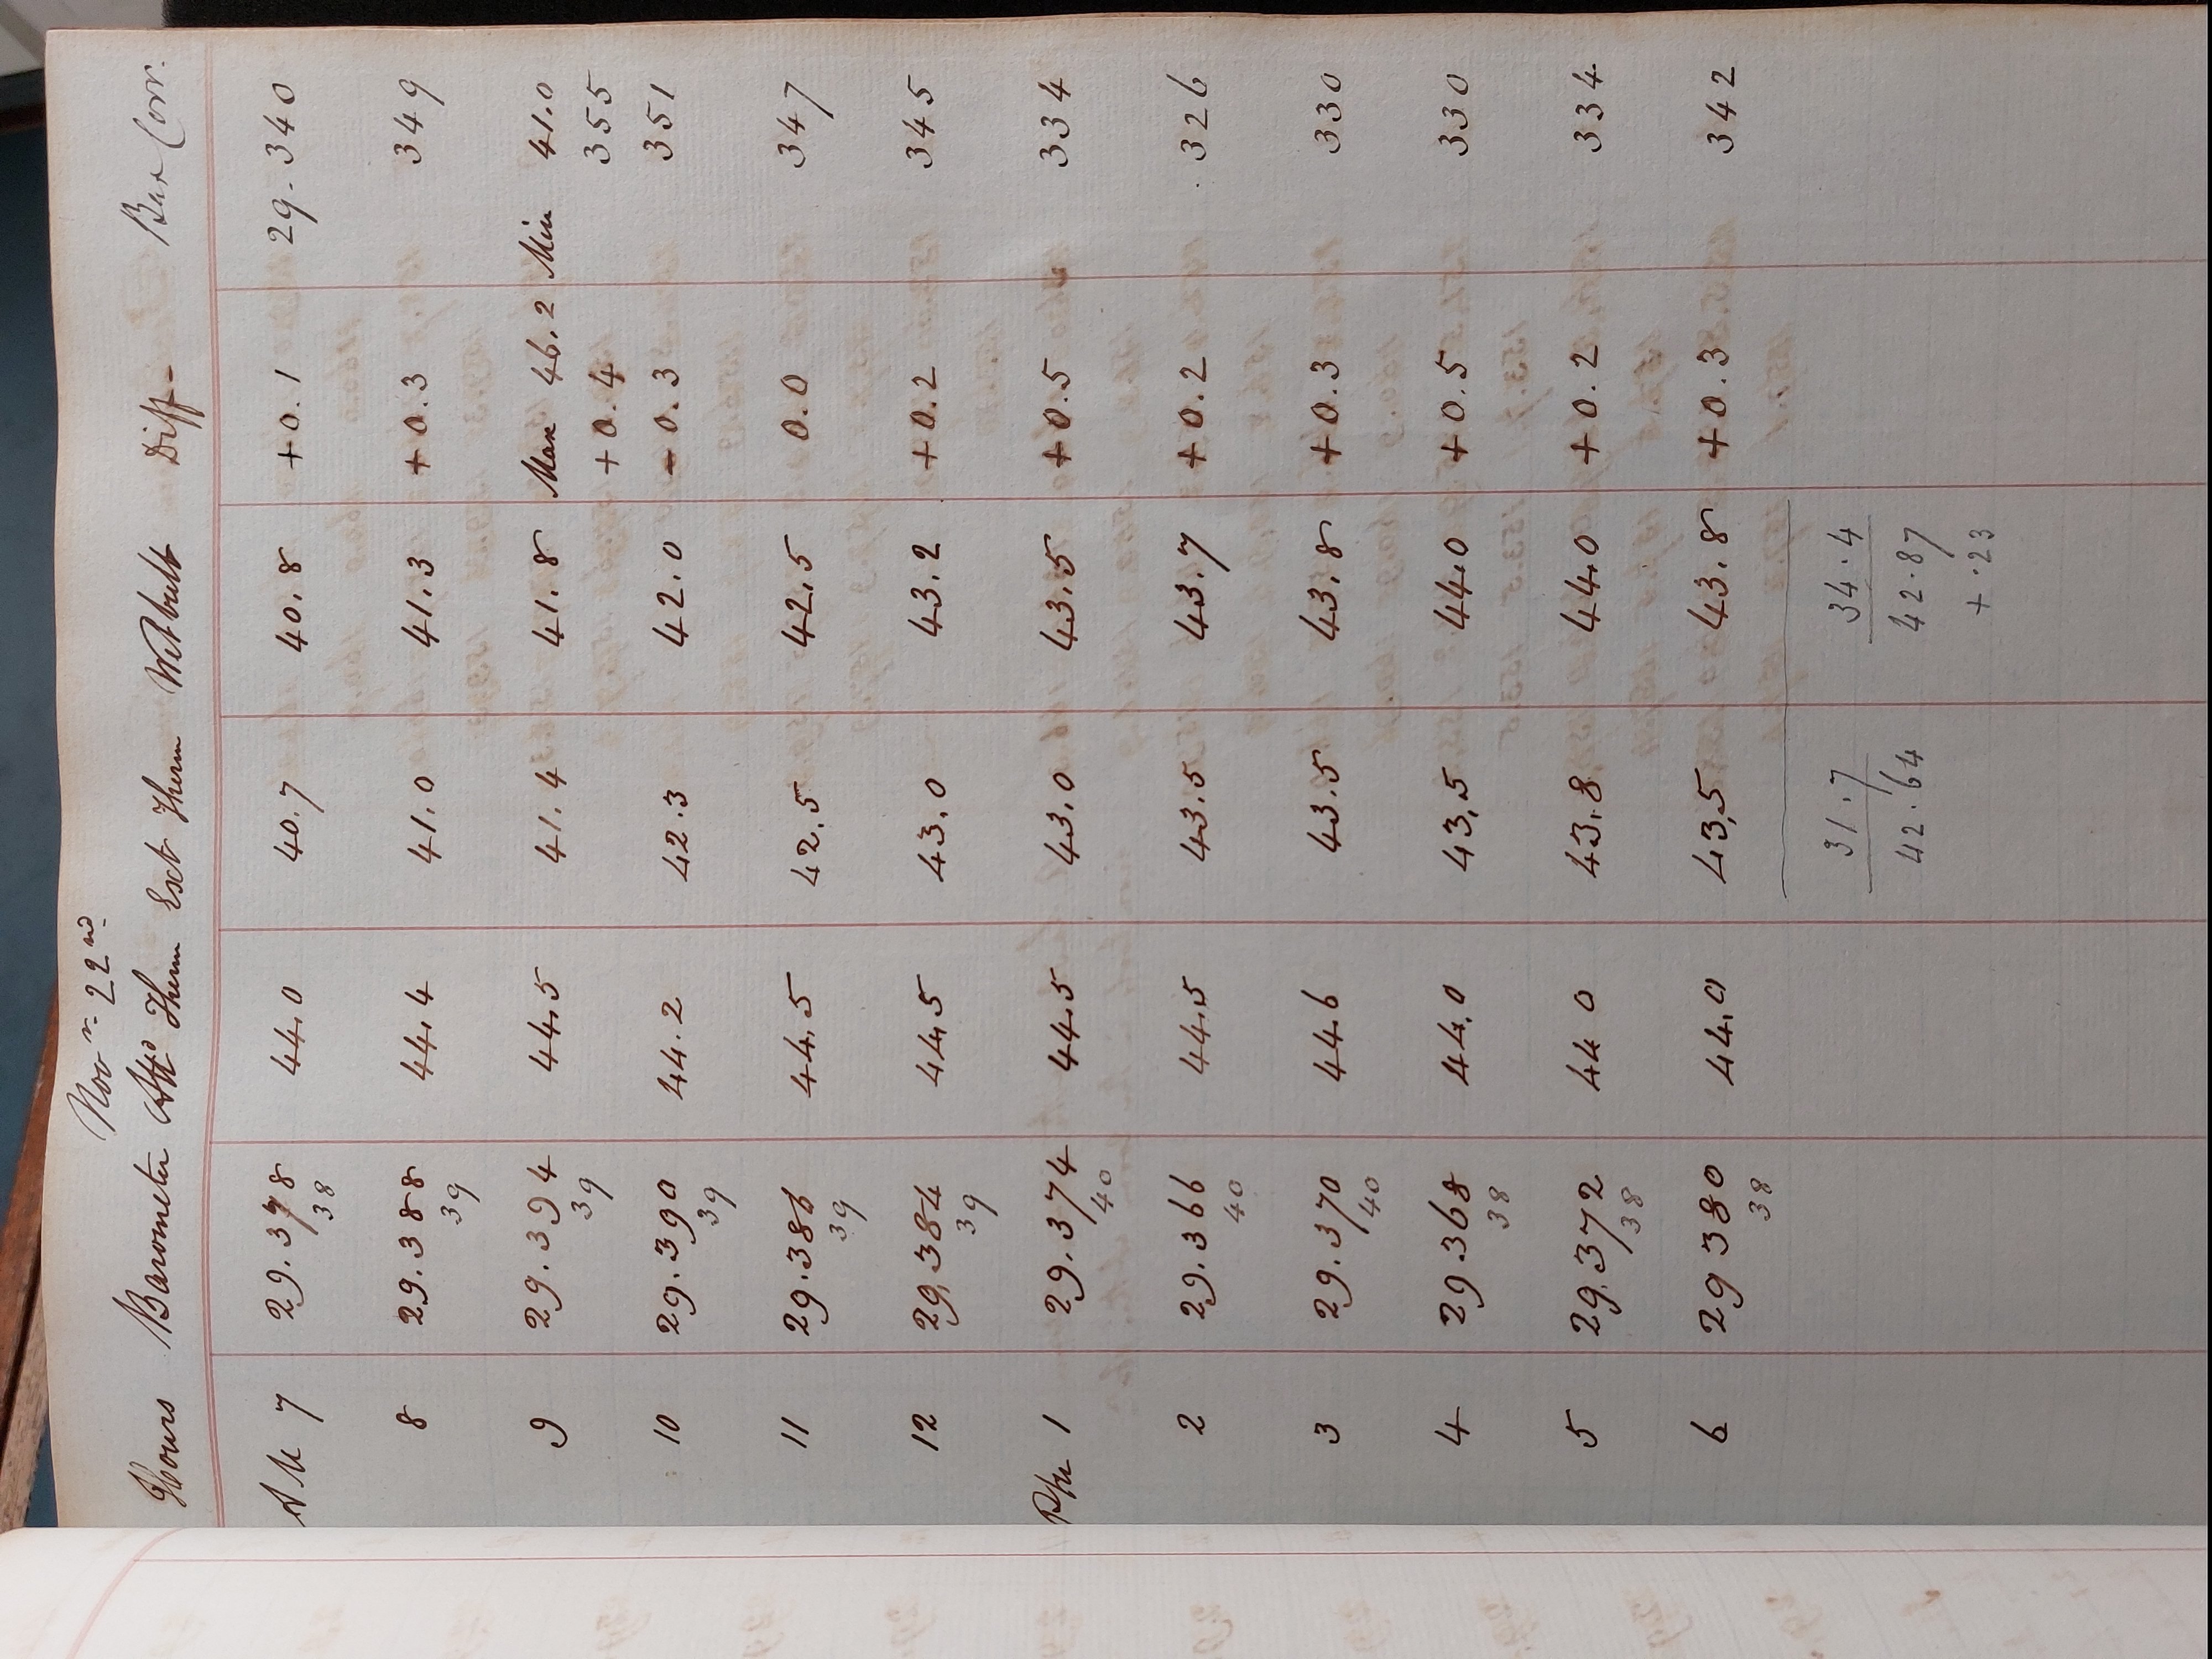 Novr. 22nd
Hours Barometer Attd Therm Ext Therm Wet bulb Diff- Bar Corr.
AM 7 29.378 44.0 40.7 40.8 +0.1 29.340
38
8 29.388 44.4 41.0 41.3 +0.3 349
39
9 29.394 44.5 41.4 41.8 Max 46.2 Min 41.0
39 +0.4 355
10 29.390 44.2 42.3 42.0 -0.3 351
39
11 29.386 44.5 42.5 42.5 0.0 347
39
12 29.384 44.5 43.0 43.2 +0.2 345
39
Pm 1 29.374 44.5 43.0 43.5 +0.5 334
40
2 29.366 44.5 43.5 43.7 +0.2 326
40
3 29.370 44.6 43.5 43.8 +0.3 330
40
4 29.368 44.0 43.5 44.0 +0.5 330
38
5 29.372 44 0 43.8 44.0 +0.2 334
38
6 29 380 44.0 43.5 43.8 +0.3 342
38
31.7 34.4
42.64 42.87
+ .23